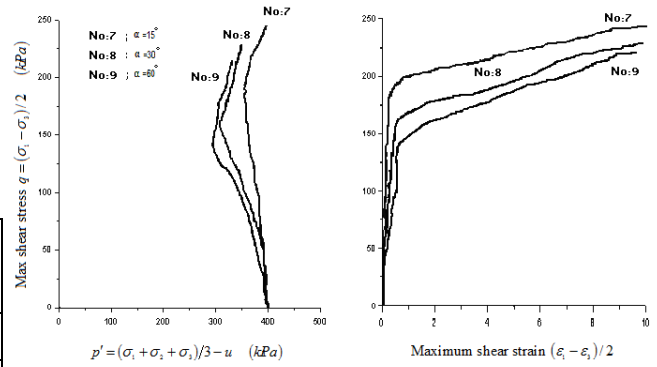 Max shear stress q = (σ₁ − σ₃)/2 (kPa)
250
200
150
100
50
0
No:7 ; α =15°
No:8 ; α =30°
No:9 ; α =60°
No:7
No:8
No:9
0 100 200 300 400 500
p′ = (σ₁ + σ₂ + σ₃)/3 − u (kPa)
250
200
150
100
50
0
No:7
No:8
No:9
0 2 4 6 8 10
Maximum shear strain (ε₁ − ε₃)/2